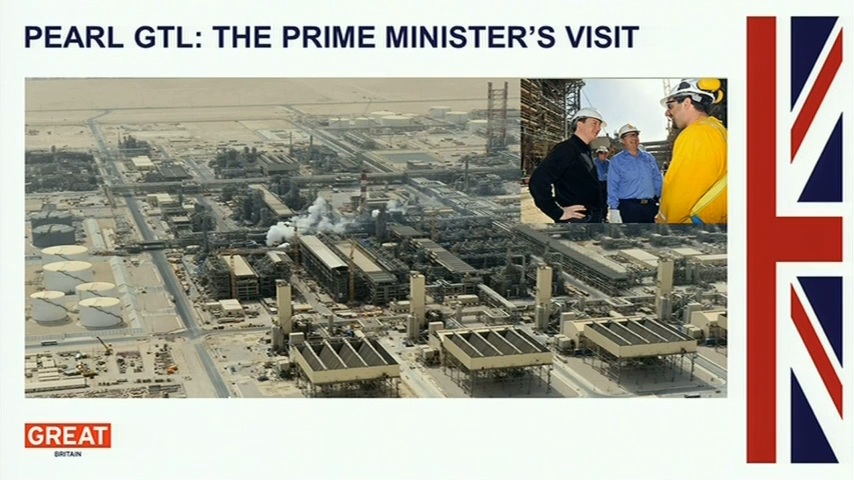 PEARL GTL: THE PRIME MINISTER'S VISIT
GREAT
BRITAIN